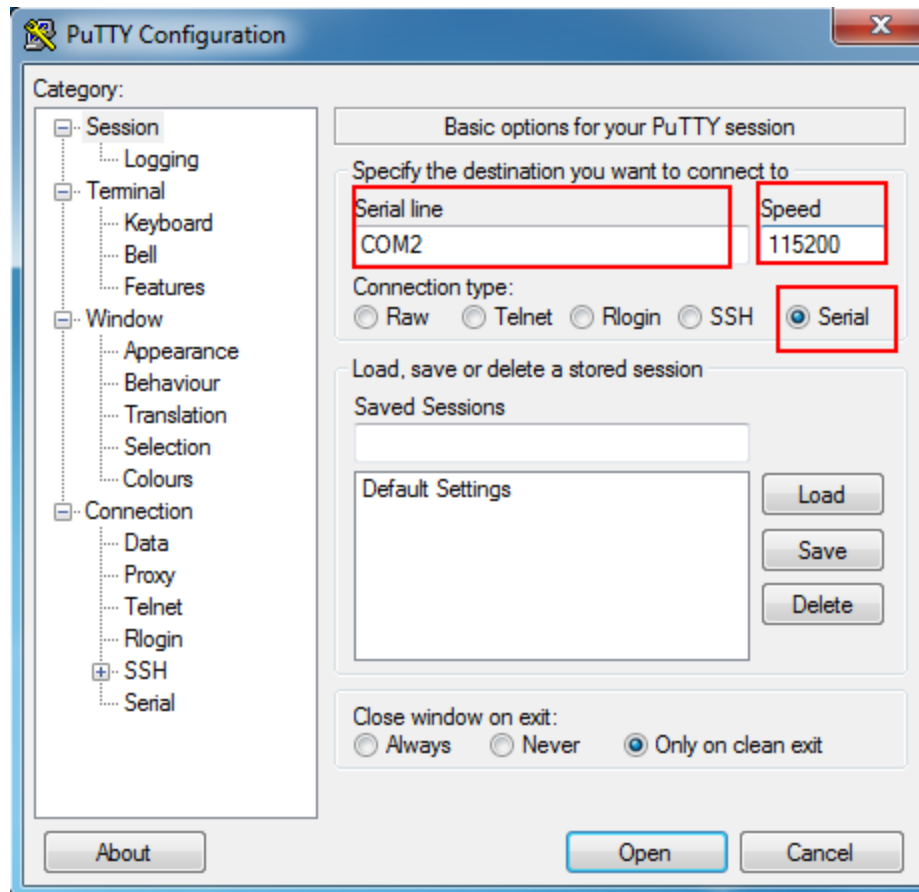 PuTTY Configuration
Category:
Session
Logging
Terminal
Keyboard
Bell
Features
Window
Appearance
Behaviour
Translation
Selection
Colours
Connection
Data
Proxy
Telnet
Rlogin
SSH
Serial
Basic options for your PuTTY session
Specify the destination you want to connect to
Serial line Speed
COM2 115200
Connection type:
Raw Telnet Rlogin SSH Serial
Load, save or delete a stored session
Saved Sessions
Default Settings
Load
Save
Delete
Close window on exit:
Always Never Only on clean exit
About Open Cancel